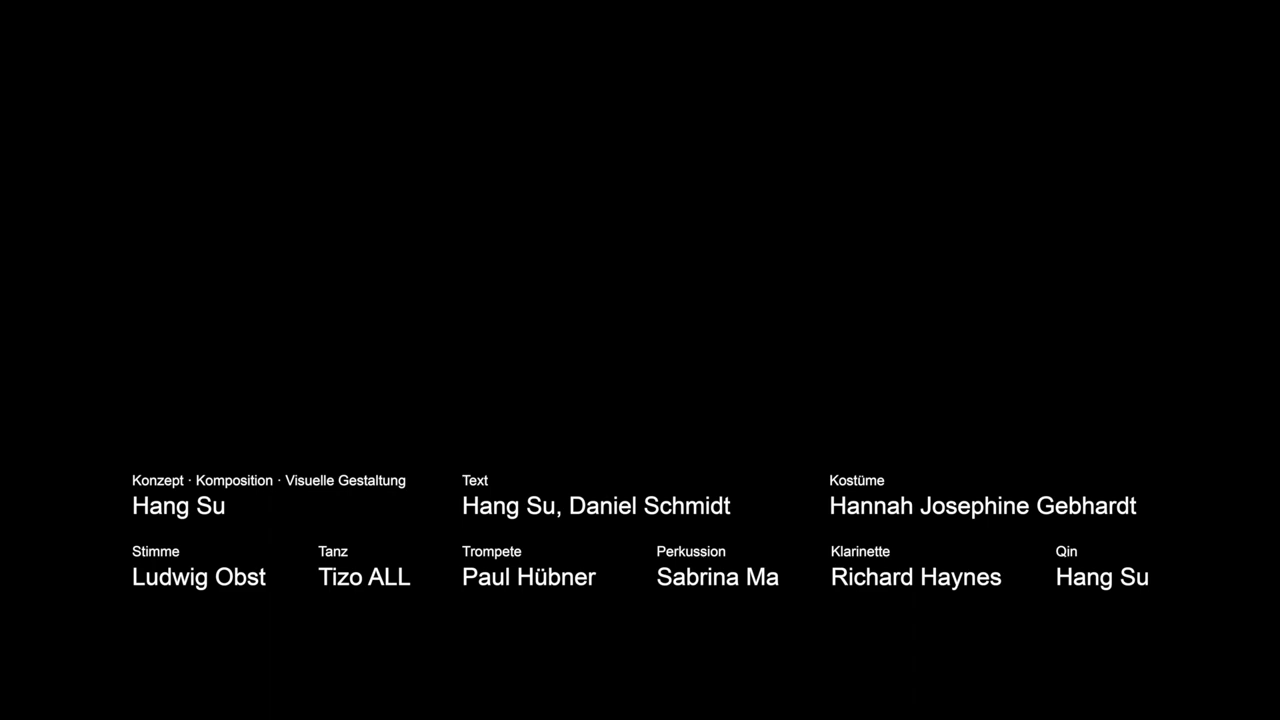 Konzept · Komposition · Visuelle Gestaltung
Hang Su
Text
Hang Su, Daniel Schmidt
Kostüme
Hannah Josephine Gebhardt
Stimme
Ludwig Obst
Tanz
Tizo ALL
Trompete
Paul Hübner
Perkussion
Sabrina Ma
Klarinette
Richard Haynes
Qin
Hang Su